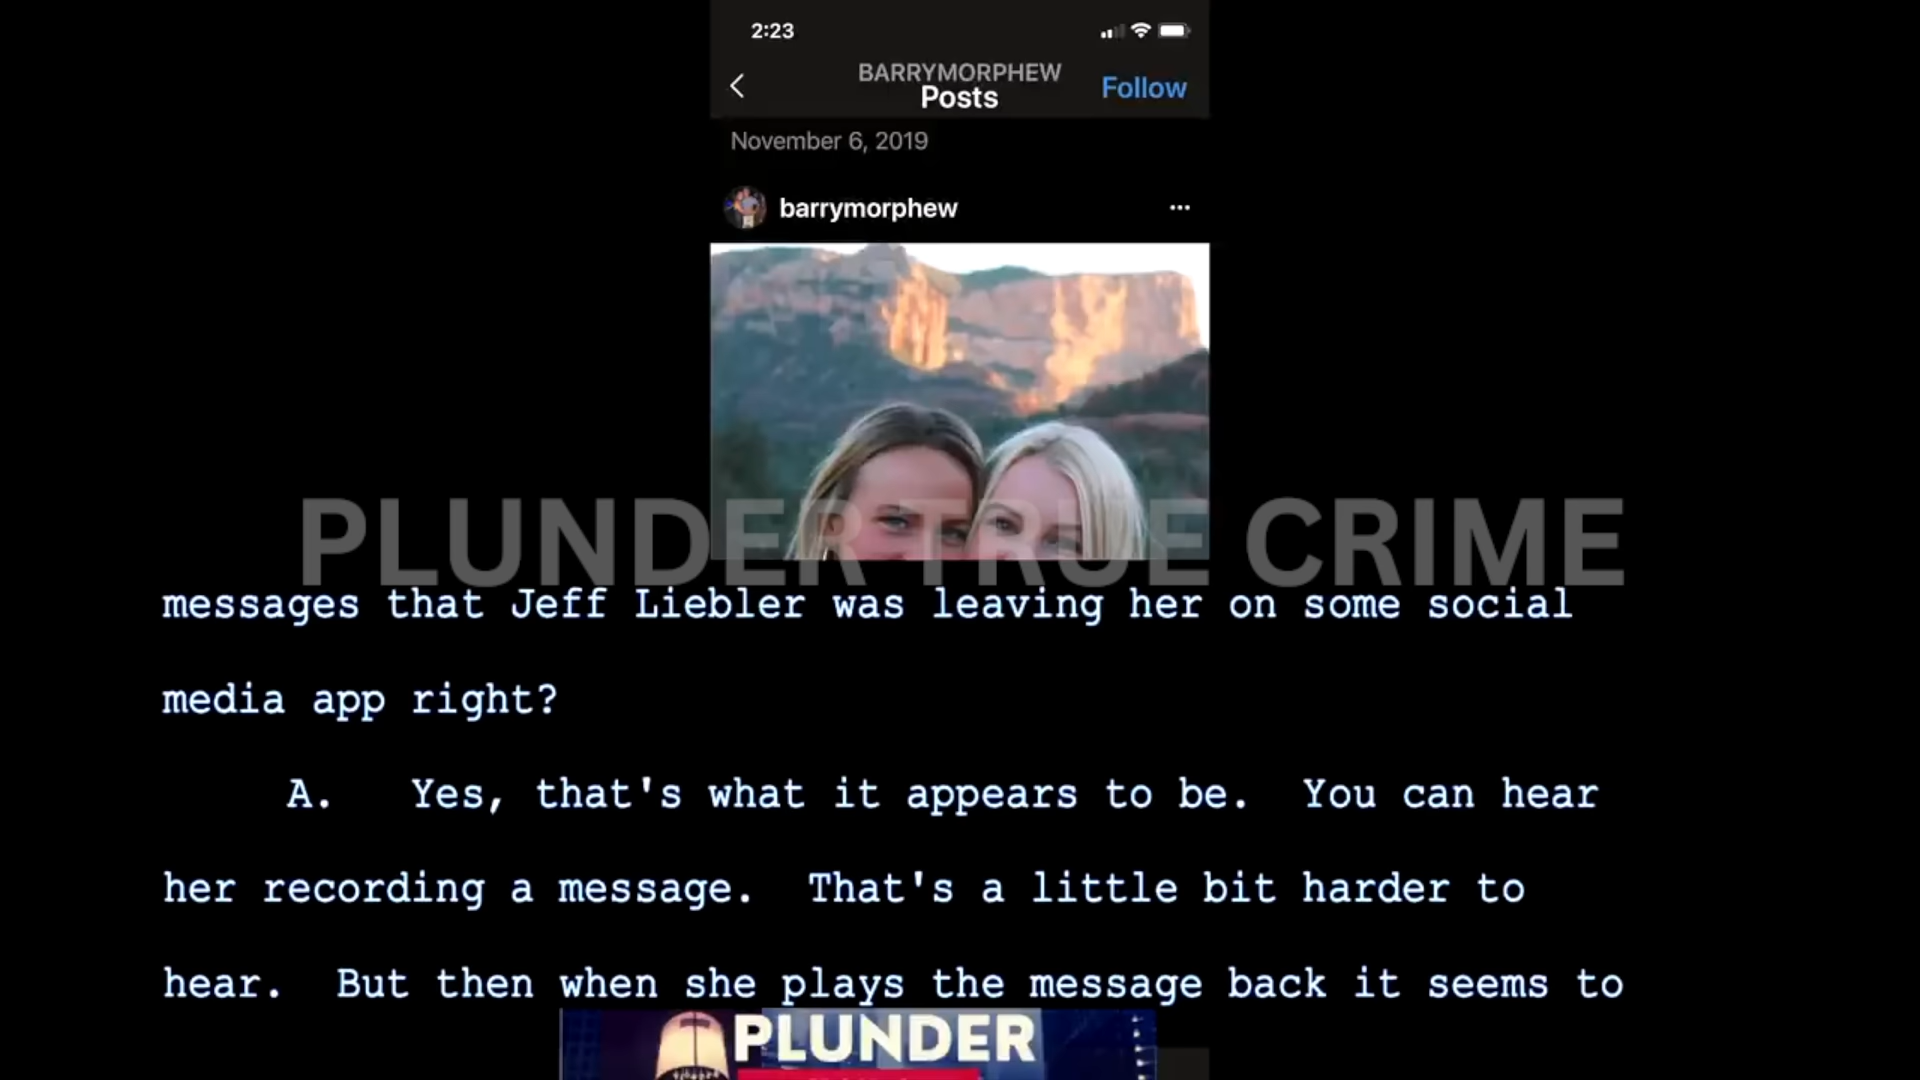 2:23
BARRYMORPHEW
Posts
Follow
November 6, 2019
barrymorphew
PLUNDER TRUE CRIME
messages that Jeff Liebler was leaving her on some social
media app right?
A. Yes, that's what it appears to be. You can hear
her recording a message. That's a little bit harder to
hear. But then when she plays the message back it seems to
PLUNDER